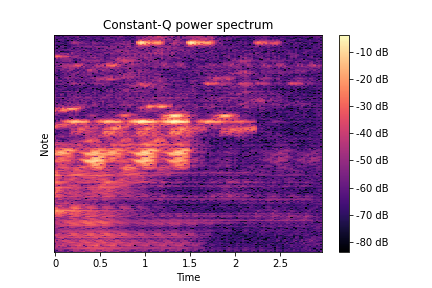 Constant-Q power spectrum
Note
-10 dB
-20 dB
-30 dB
-40 dB
-50 dB
-60 dB
-70 dB
-80 dB
0 0.5 1 1.5 2 2.5
Time